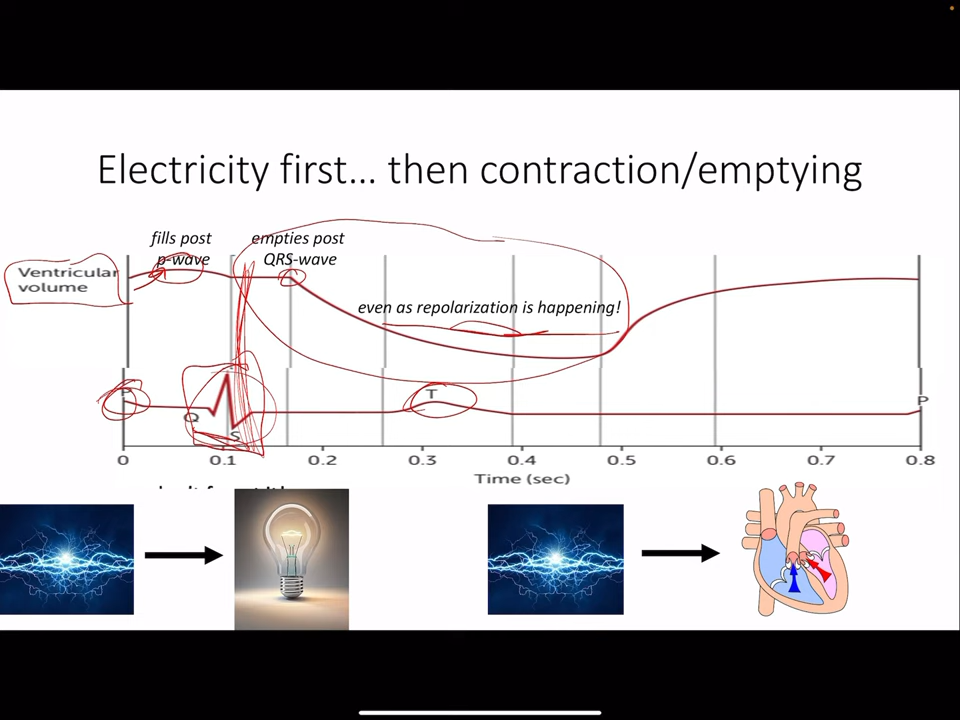 Electricity first... then contraction/emptying
fills post
p-wave
empties post
QRS-wave
Ventricular
volume
even as repolarization is happening!
P
T
P
Q
S
0 0.1 0.2 0.3 0.4 0.5 0.6 0.7 0.8
Time (sec)